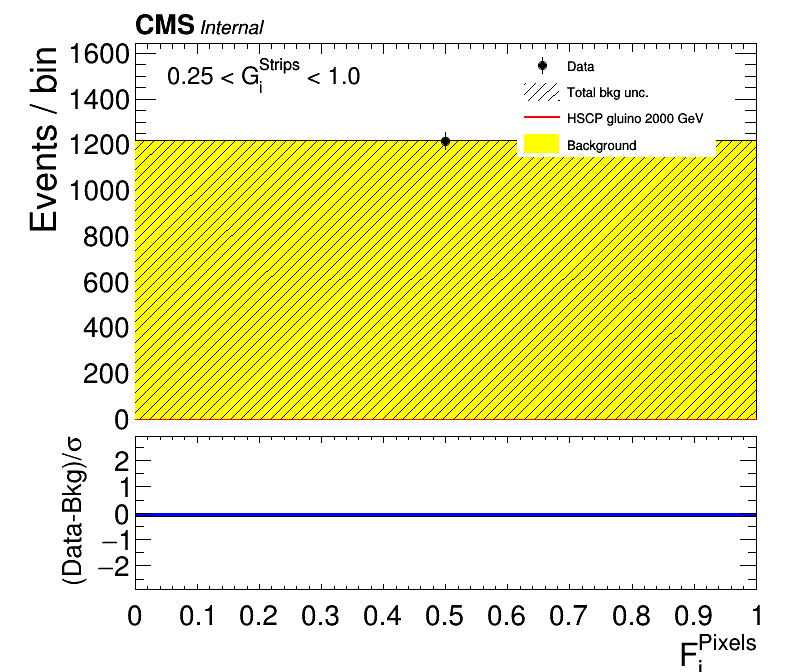 CMS Internal
1600
1400
1200
1000
800
600
400
200
0
Events / bin
0.25 < G_i^Strips < 1.0
Data
Total bkg unc.
HSCP gluino 2000 GeV
Background
2
1
0
−1
−2
(Data-Bkg)/σ
0 0.1 0.2 0.3 0.4 0.5 0.6 0.7 0.8 0.9 1
F_i^Pixels